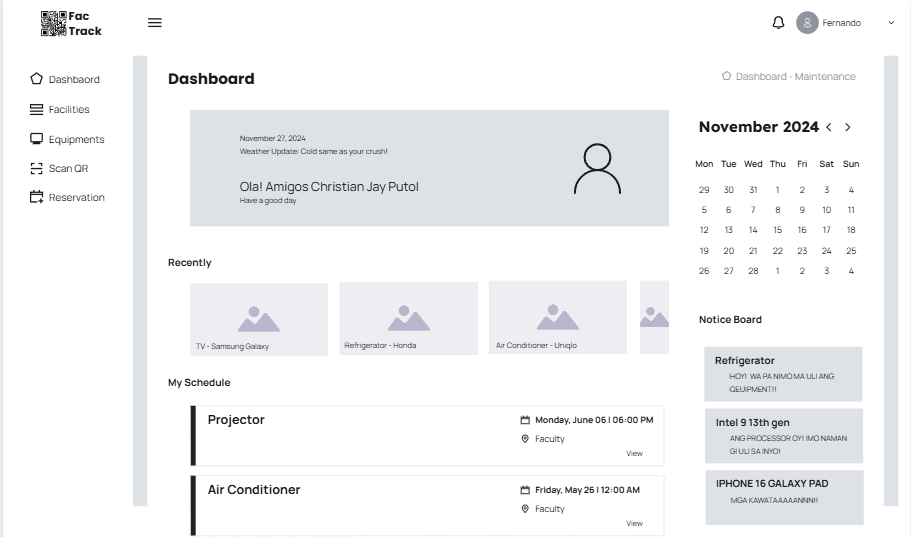 Fac
Track
Fernando
Dashbaord
Facilities
Equipments
Scan QR
Reservation
Dashboard
Dashboard - Maintenance
November 27, 2024
Weather Update: Cold same as your crush!
Ola! Amigos Christian Jay Putol
Have a good day
Recently
TV - Samsung Galaxy
Refrigerator - Honda
Air Conditioner - Uniqlo
My Schedule
Projector
Monday, June 06 | 06:00 PM
Faculty
View
Air Conditioner
Friday, May 26 | 12:00 AM
Faculty
View
November 2024
Mon Tue Wed Thu Fri Sat Sun
29 30 31 1 2 3 4
5 6 7 8 9 10 11
12 13 14 15 16 17 18
19 20 21 22 23 24 25
26 27 28 1 2 3 4
Notice Board
Refrigerator
HOY! WA PA NIMO MA ULI ANG
QEUIPMENT!!
Intel 9 13th gen
ANG PROCESSOR OY! IMO NAMAN
GI ULI SA INYO!
IPHONE 16 GALAXY PAD
MGA KAWATAAAAANNN!!